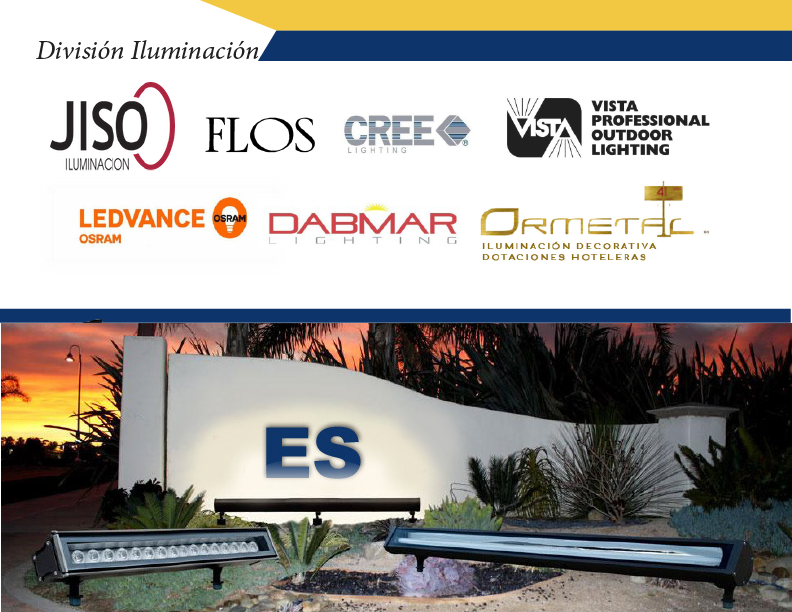 División Iluminación
JISO
ILUMINACION
FLOS
CREE
LIGHTING
®
VISTA
VISTA
PROFESSIONAL
OUTDOOR
LIGHTING
LEDVANCE
OSRAM
OSRAM
DABMAR
LIGHTING
ORMETAL
ILUMINACIÓN DECORATIVA
DOTACIONES HOTELERAS
ES